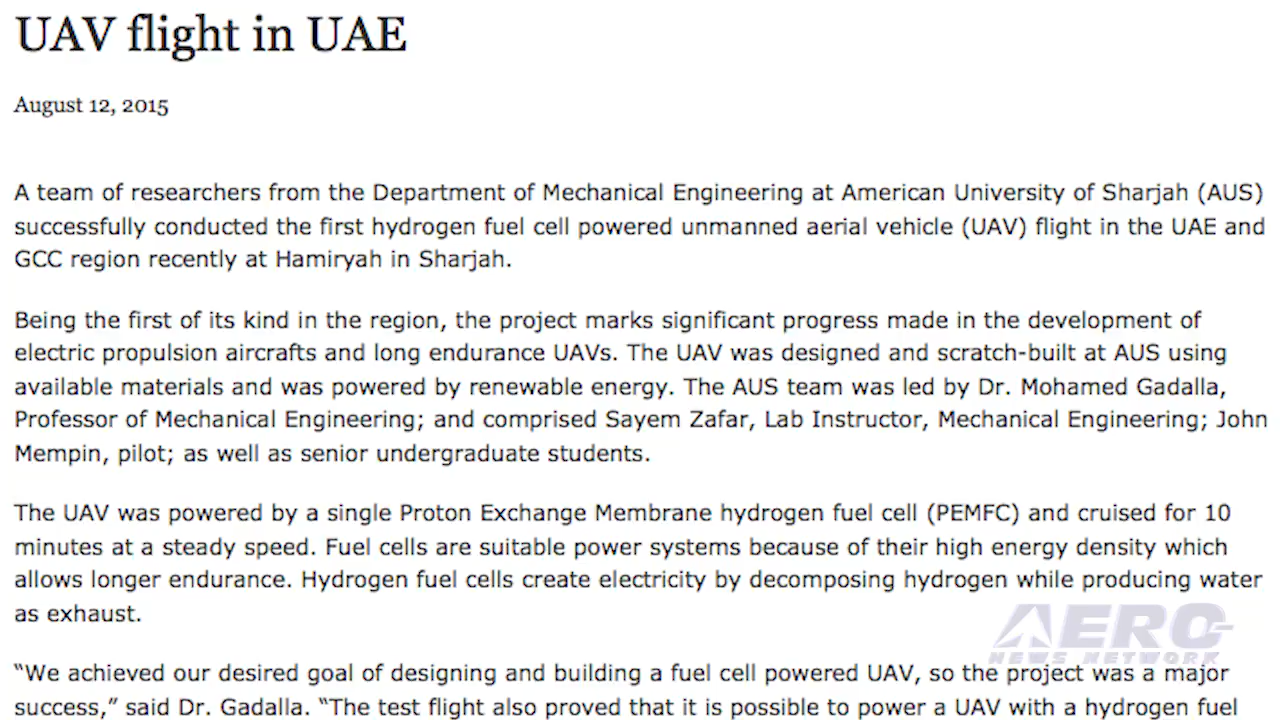 UAV flight in UAE
August 12, 2015
A team of researchers from the Department of Mechanical Engineering at American University of Sharjah (AUS)
successfully conducted the first hydrogen fuel cell powered unmanned aerial vehicle (UAV) flight in the UAE and
GCC region recently at Hamiryah in Sharjah.
Being the first of its kind in the region, the project marks significant progress made in the development of
electric propulsion aircrafts and long endurance UAVs. The UAV was designed and scratch-built at AUS using
available materials and was powered by renewable energy. The AUS team was led by Dr. Mohamed Gadalla,
Professor of Mechanical Engineering; and comprised Sayem Zafar, Lab Instructor, Mechanical Engineering; John
Mempin, pilot; as well as senior undergraduate students.
The UAV was powered by a single Proton Exchange Membrane hydrogen fuel cell (PEMFC) and cruised for 10
minutes at a steady speed. Fuel cells are suitable power systems because of their high energy density which
allows longer endurance. Hydrogen fuel cells create electricity by decomposing hydrogen while producing water
as exhaust.
AERO
NEWS NETWORK
“We achieved our desired goal of designing and building a fuel cell powered UAV, so the project was a major
success,” said Dr. Gadalla. “The test flight also proved that it is possible to power a UAV with a hydrogen fuel